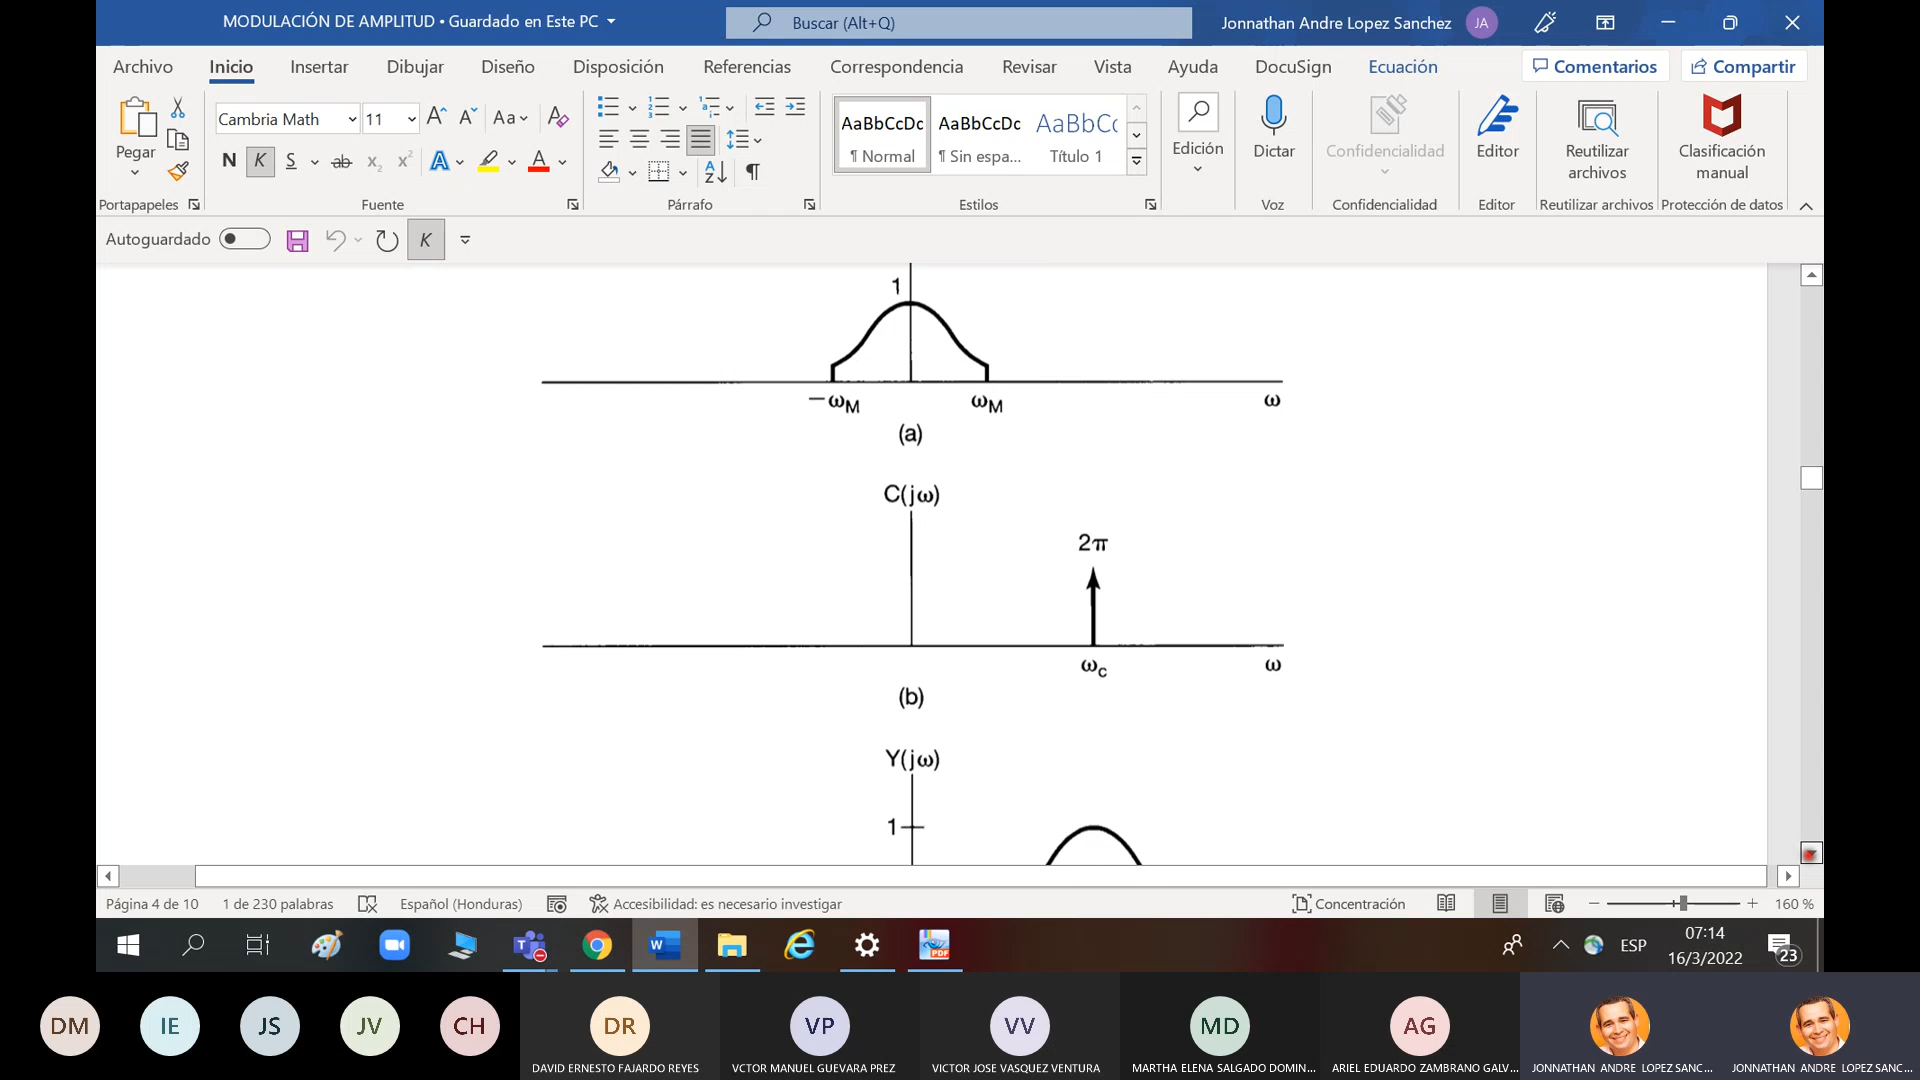 MODULACIÓN DE AMPLITUD • Guardado en Este PC
Buscar (Alt+Q)
Jonnathan Andre Lopez Sanchez
JA
Archivo Inicio Insertar Dibujar Diseño Disposición Referencias Correspondencia Revisar Vista Ayuda DocuSign Ecuación
Comentarios
Compartir
Pegar
Cambria Math
11
A A Aa A
N K S ab x₂ x² A A
AaBbCcDc AaBbCcDc AaBbCc
¶ Normal ¶ Sin espa... Título 1
Edición
Dictar
Confidencialidad
Editor
Reutilizar archivos
Clasificación manual
Portapapeles Fuente Párrafo Estilos Voz Confidencialidad Editor Reutilizar archivos Protección de datos
Autoguardado
K
1
−ωM ωM ω
(a)
C(jω)
2π
ωc ω
(b)
Y(jω)
1
Página 4 de 10 1 de 230 palabras Español (Honduras) Accesibilidad: es necesario investigar Concentración 160 %
ESP
07:14
16/3/2022
23
DM IE JS JV CH DR VP VV MD AG
DAVID ERNESTO FAJARDO REYES
VCTOR MANUEL GUEVARA PREZ
VICTOR JOSE VASQUEZ VENTURA
MARTHA ELENA SALGADO DOMIN...
ARIEL EDUARDO ZAMBRANO GALV...
JONNATHAN ANDRE LOPEZ SANC...
JONNATHAN ANDRE LOPEZ SANC...